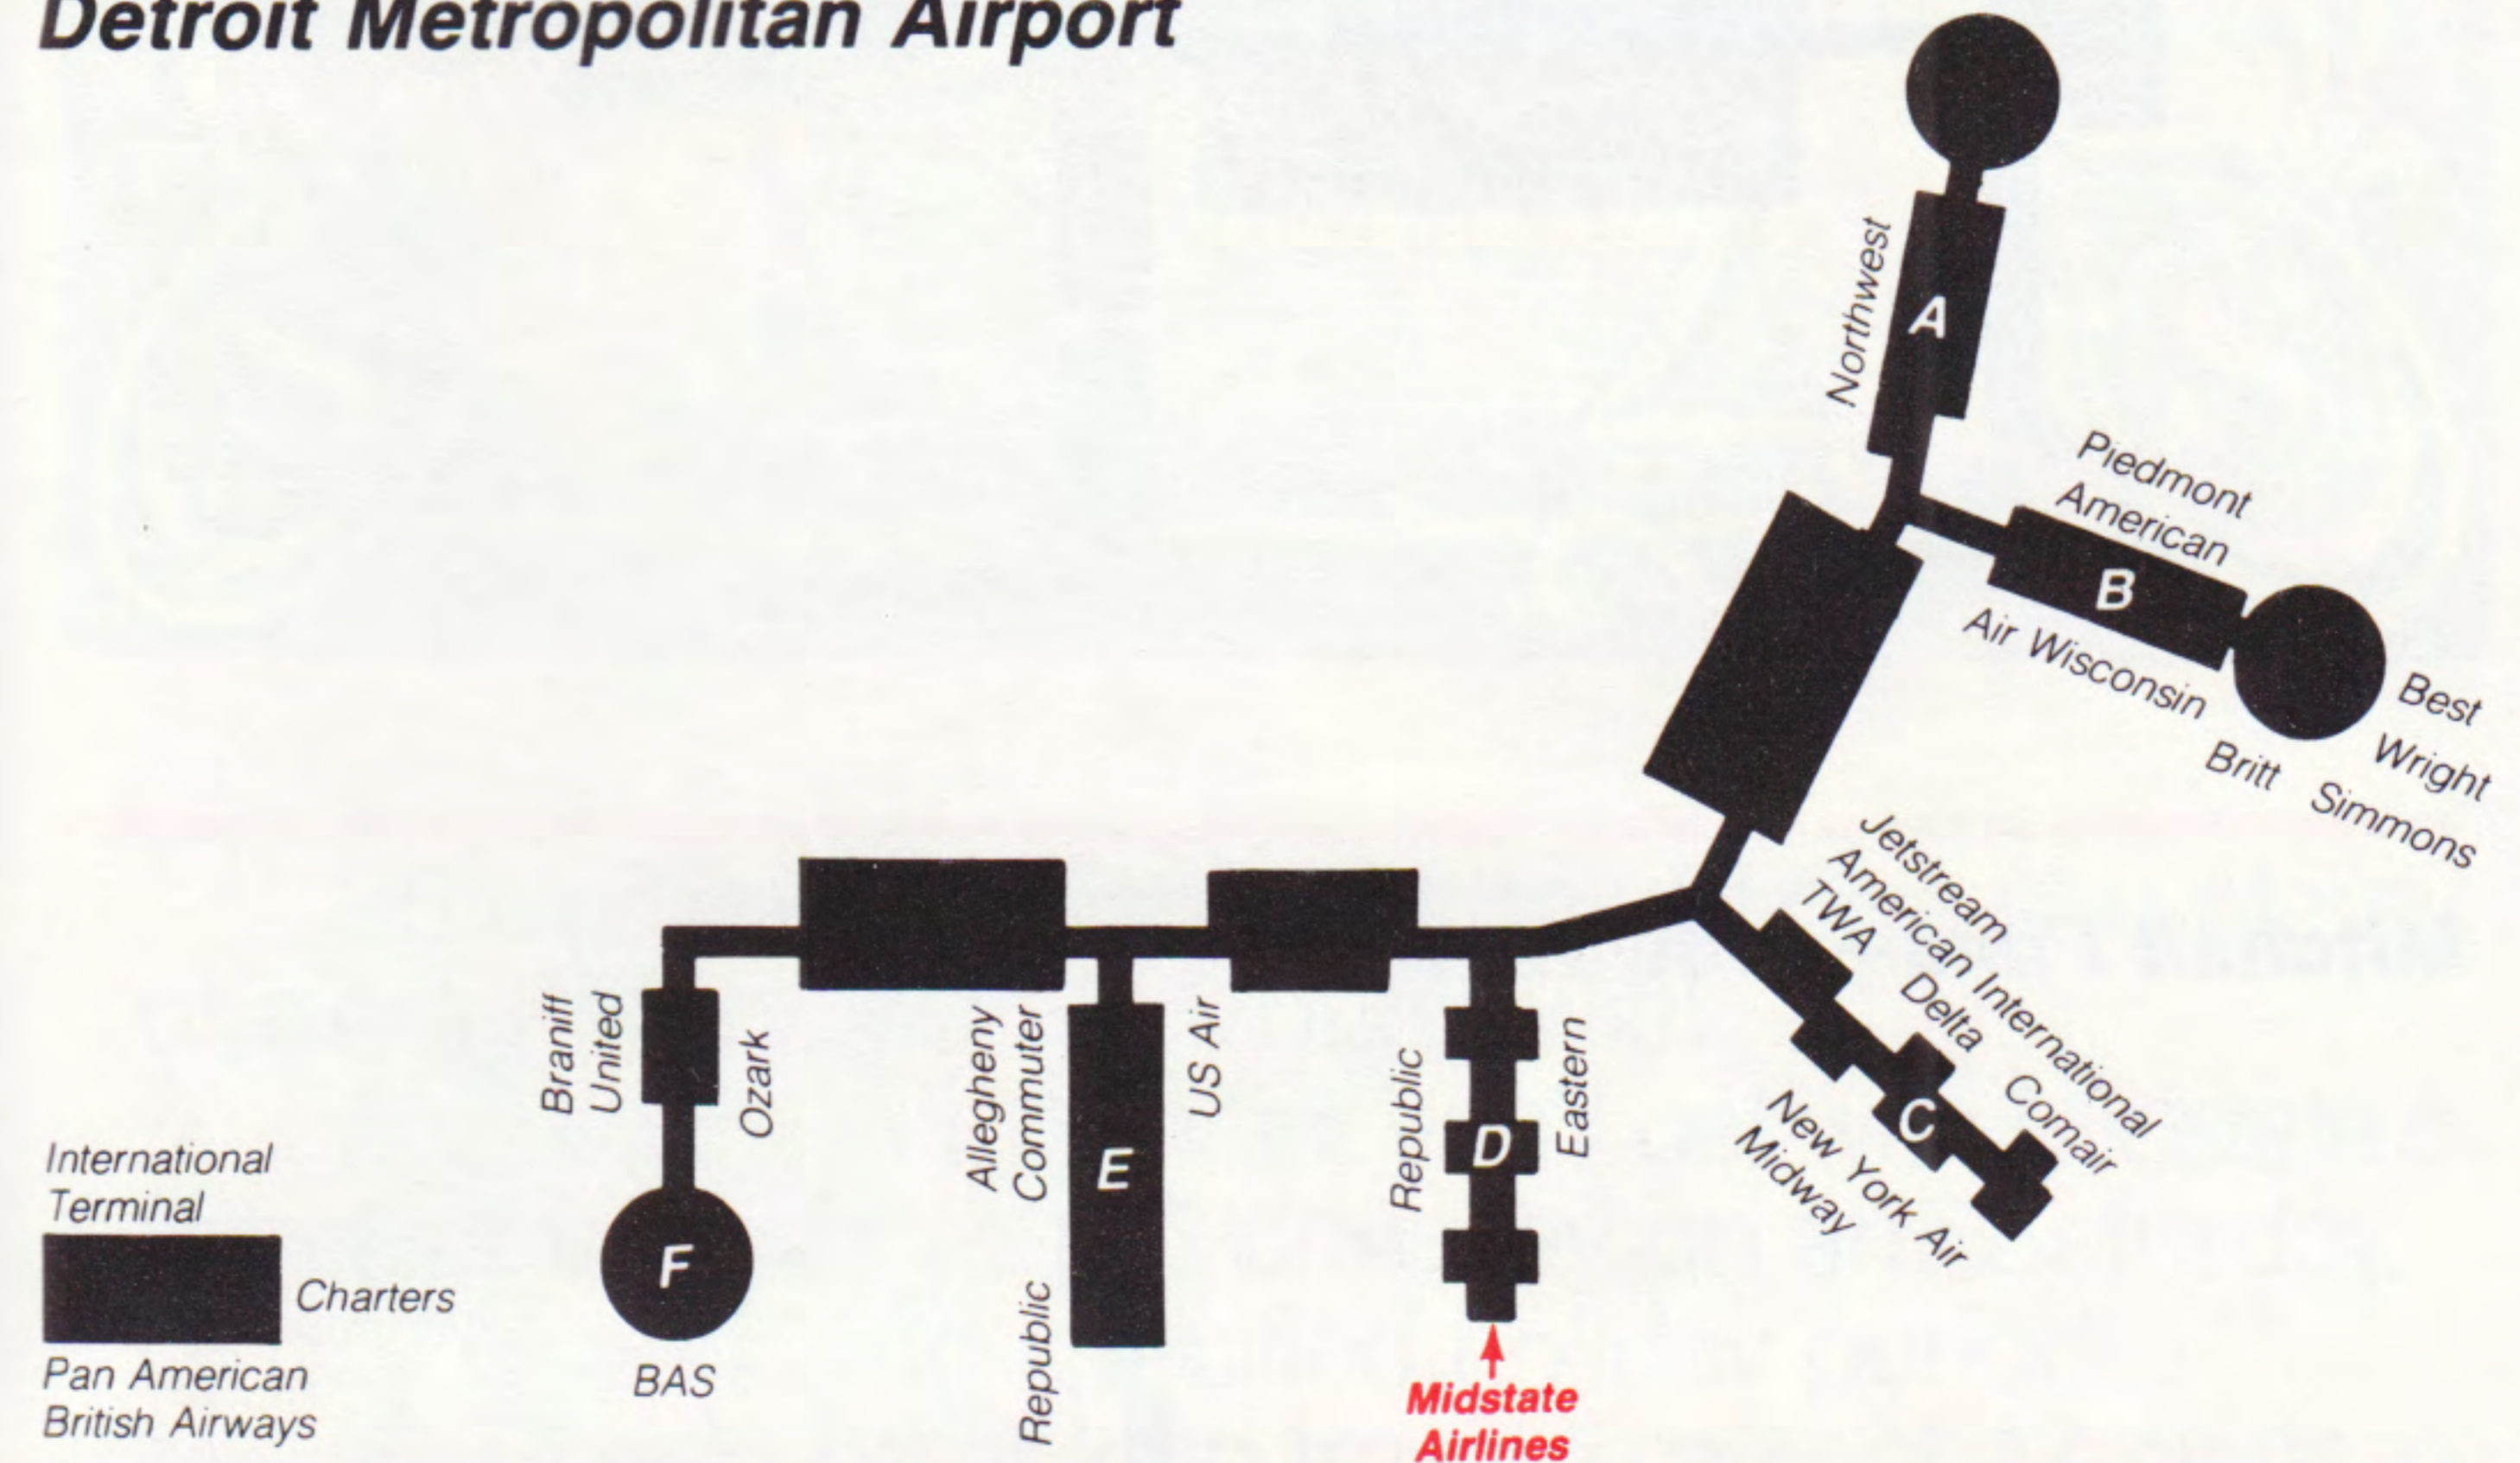 Detroit Metropolitan Airport
Northwest
A
Piedmont
American
B
Air Wisconsin
Britt
Best
Wright
Simmons
Jetstream
American International
TWA
Delta
Comair
C
New York Air
Midway
Braniff
United
Ozark
F
BAS
Allegheny
Commuter
Republic
E
US Air
Republic
D
Eastern
Midstate
Airlines
International
Terminal
Charters
Pan American
British Airways